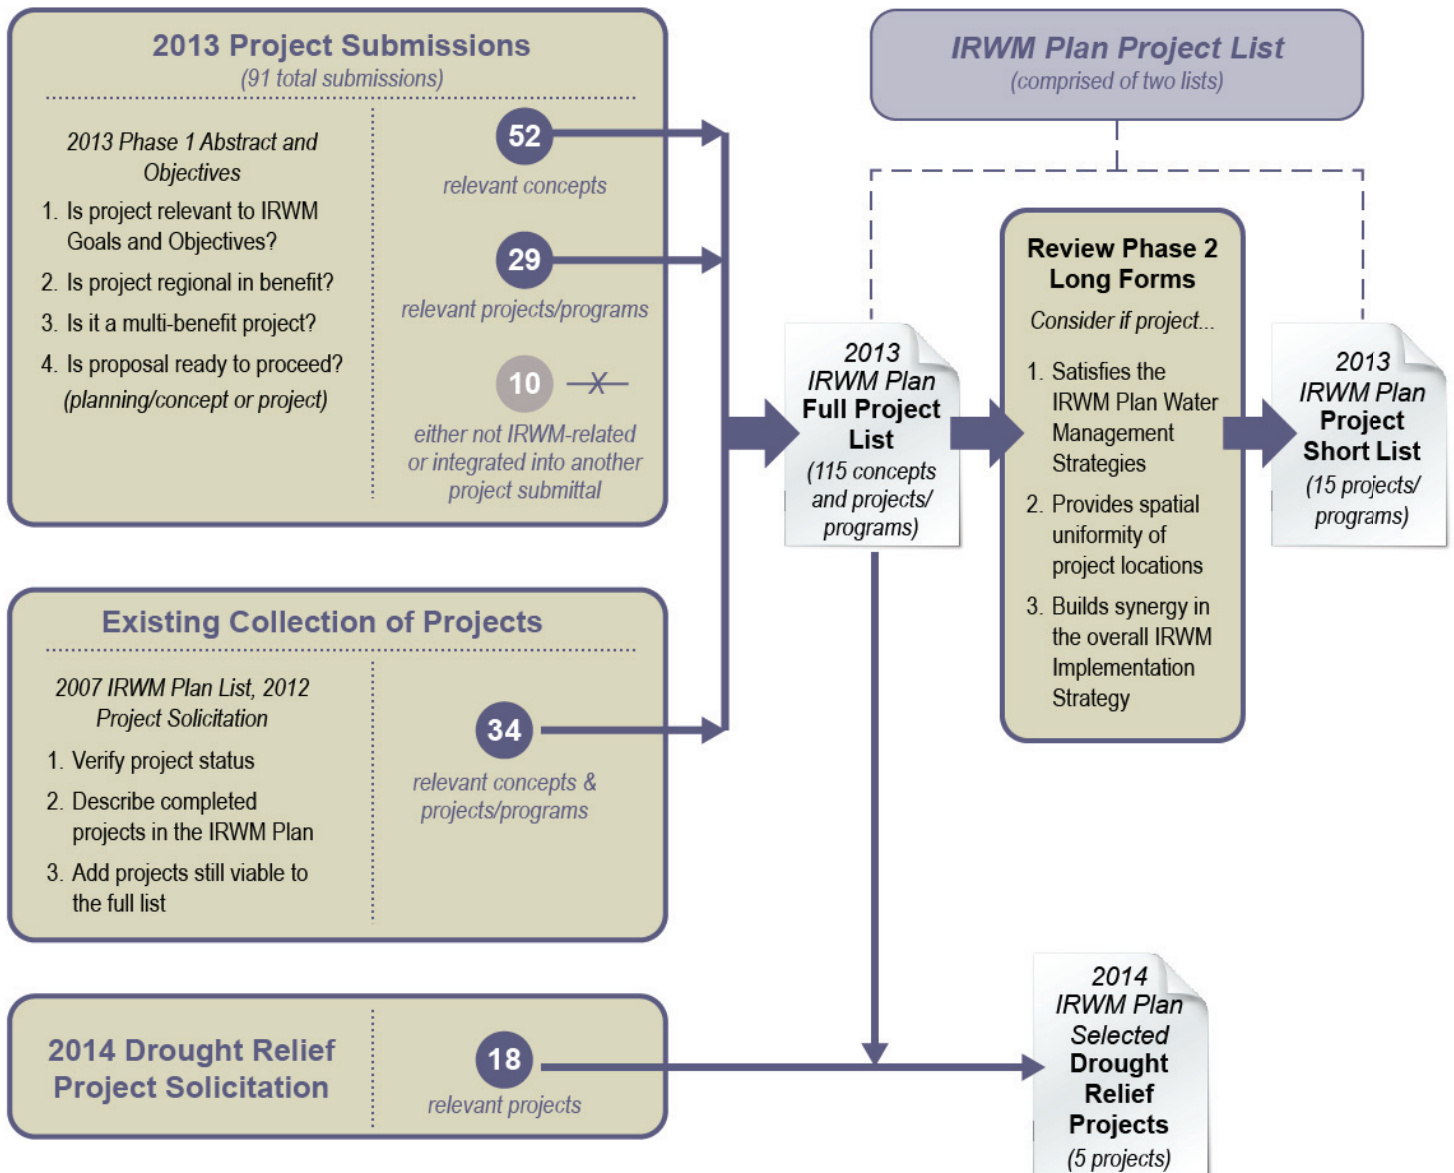 2013 Project Submissions
(91 total submissions)
2013 Phase 1 Abstract and
Objectives
1. Is project relevant to IRWM
Goals and Objectives?
2. Is project regional in benefit?
3. Is it a multi-benefit project?
4. Is proposal ready to proceed?
(planning/concept or project)
52
relevant concepts
29
relevant projects/programs
10
X
either not IRWM-related
or integrated into another
project submittal
Existing Collection of Projects
2007 IRWM Plan List, 2012
Project Solicitation
1. Verify project status
2. Describe completed
projects in the IRWM Plan
3. Add projects still viable to
the full list
34
relevant concepts &
projects/programs
2014 Drought Relief
Project Solicitation
18
relevant projects
IRWM Plan Project List
(comprised of two lists)
2013
IRWM Plan
Full Project
List
(115 concepts
and projects/
programs)
Review Phase 2
Long Forms
Consider if project...
1. Satisfies the
IRWM Plan Water
Management
Strategies
2. Provides spatial
uniformity of
project locations
3. Builds synergy in
the overall IRWM
Implementation
Strategy
2013
IRWM Plan
Project
Short List
(15 projects/
programs)
2014
IRWM Plan
Selected
Drought
Relief
Projects
(5 projects)